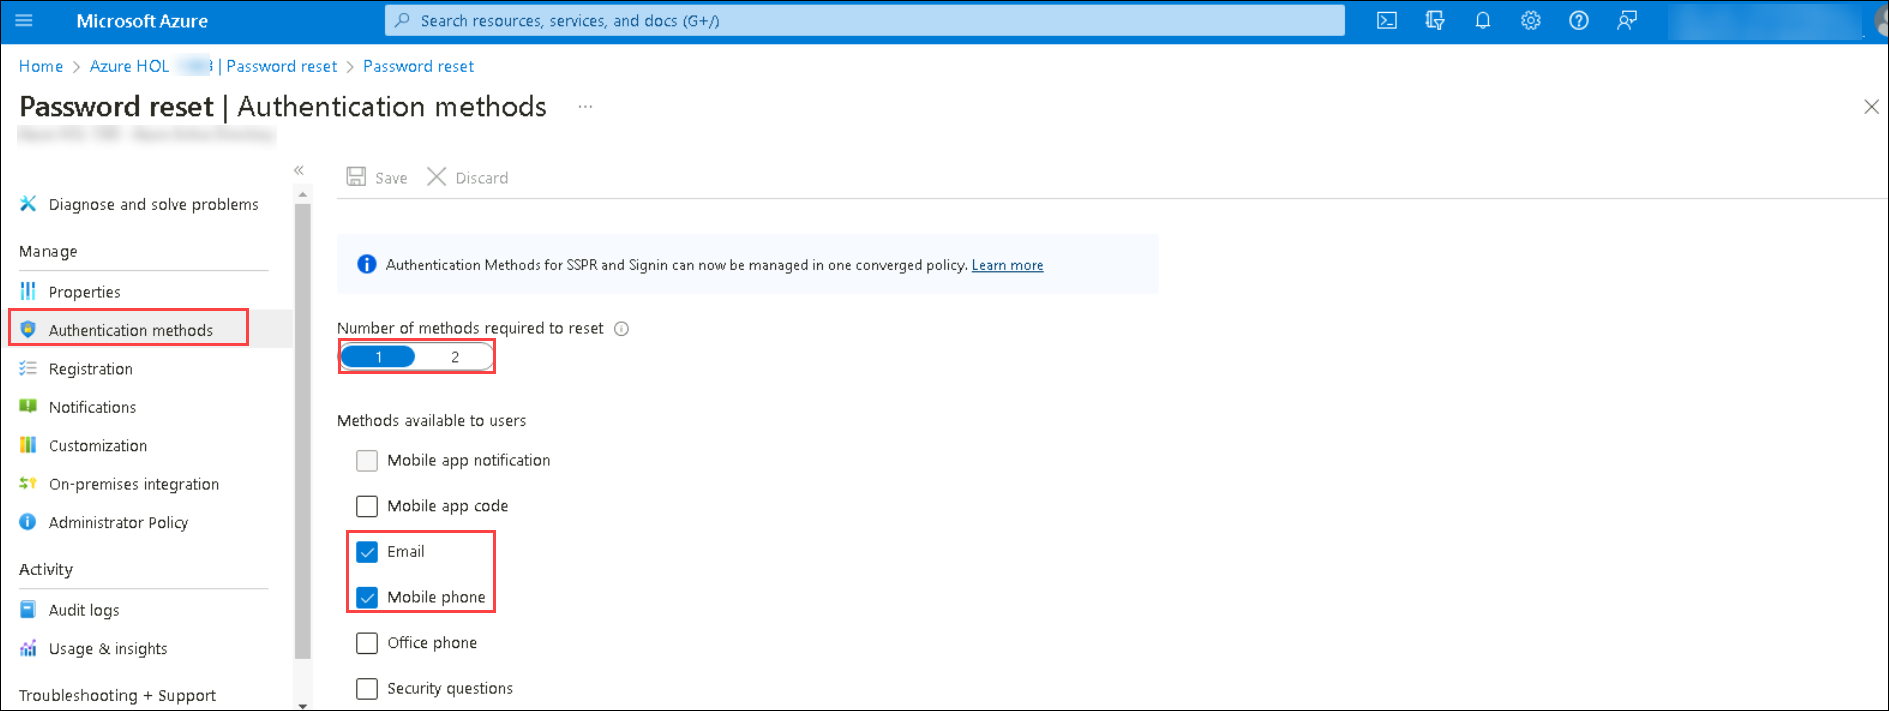 Microsoft Azure
Search resources, services, and docs (G+/)
Home > Azure HOL | Password reset > Password reset
Password reset | Authentication methods ...
Save Discard
Diagnose and solve problems
Manage
Properties
Authentication methods
Registration
Notifications
Customization
On-premises integration
Administrator Policy
Activity
Audit logs
Usage & insights
Troubleshooting + Support
Authentication Methods for SSPR and Signin can now be managed in one converged policy. Learn more
Number of methods required to reset
1 2
Methods available to users
Mobile app notification
Mobile app code
Email
Mobile phone
Office phone
Security questions